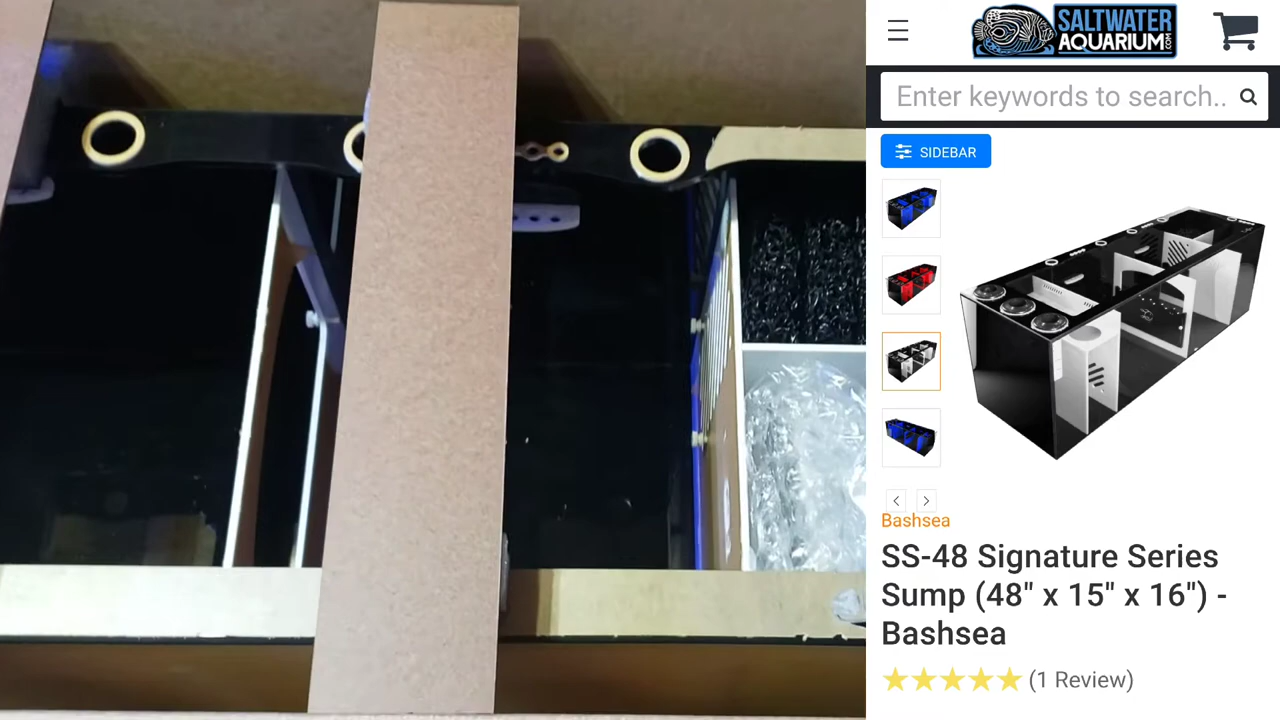 SALTWATER
AQUARIUM.COM
Enter keywords to search..
SIDEBAR
Bashsea
SS-48 Signature Series
Sump (48" x 15" x 16") -
Bashsea
(1 Review)